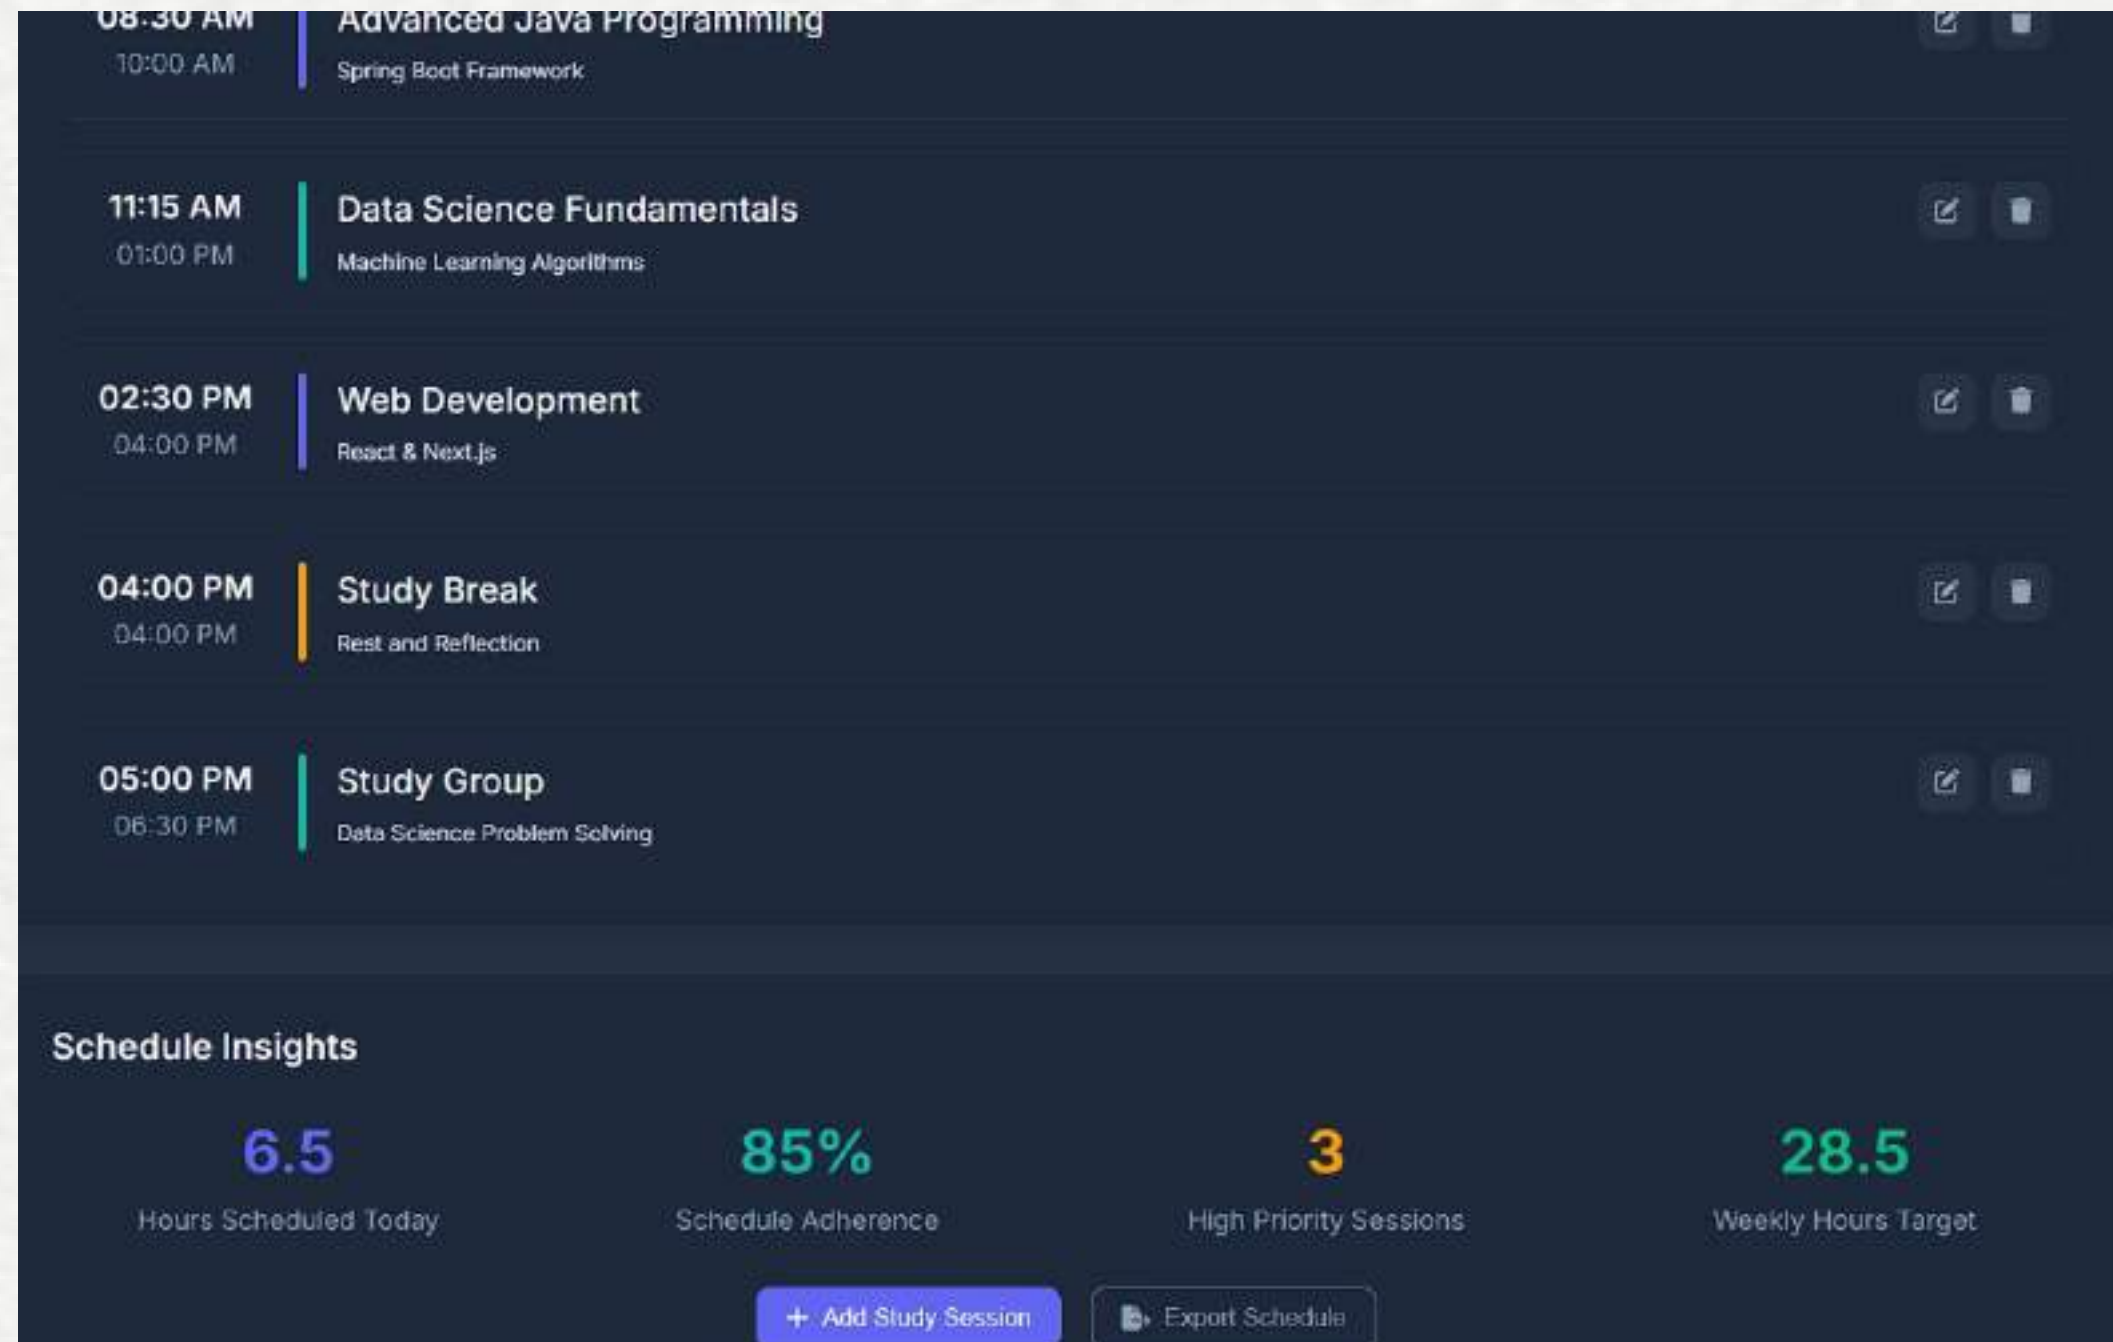 08:30 AM
Advanced Java Programming
10:00 AM
Spring Boot Framework
11:15 AM
Data Science Fundamentals
01:00 PM
Machine Learning Algorithms
02:30 PM
Web Development
04:00 PM
React & Next.js
04:00 PM
Study Break
04:00 PM
Rest and Reflection
05:00 PM
Study Group
06:30 PM
Data Science Problem Solving
Schedule Insights
6.5
85%
3
28.5
Hours Scheduled Today
Schedule Adherence
High Priority Sessions
Weekly Hours Target
+ Add Study Session
Export Schedule